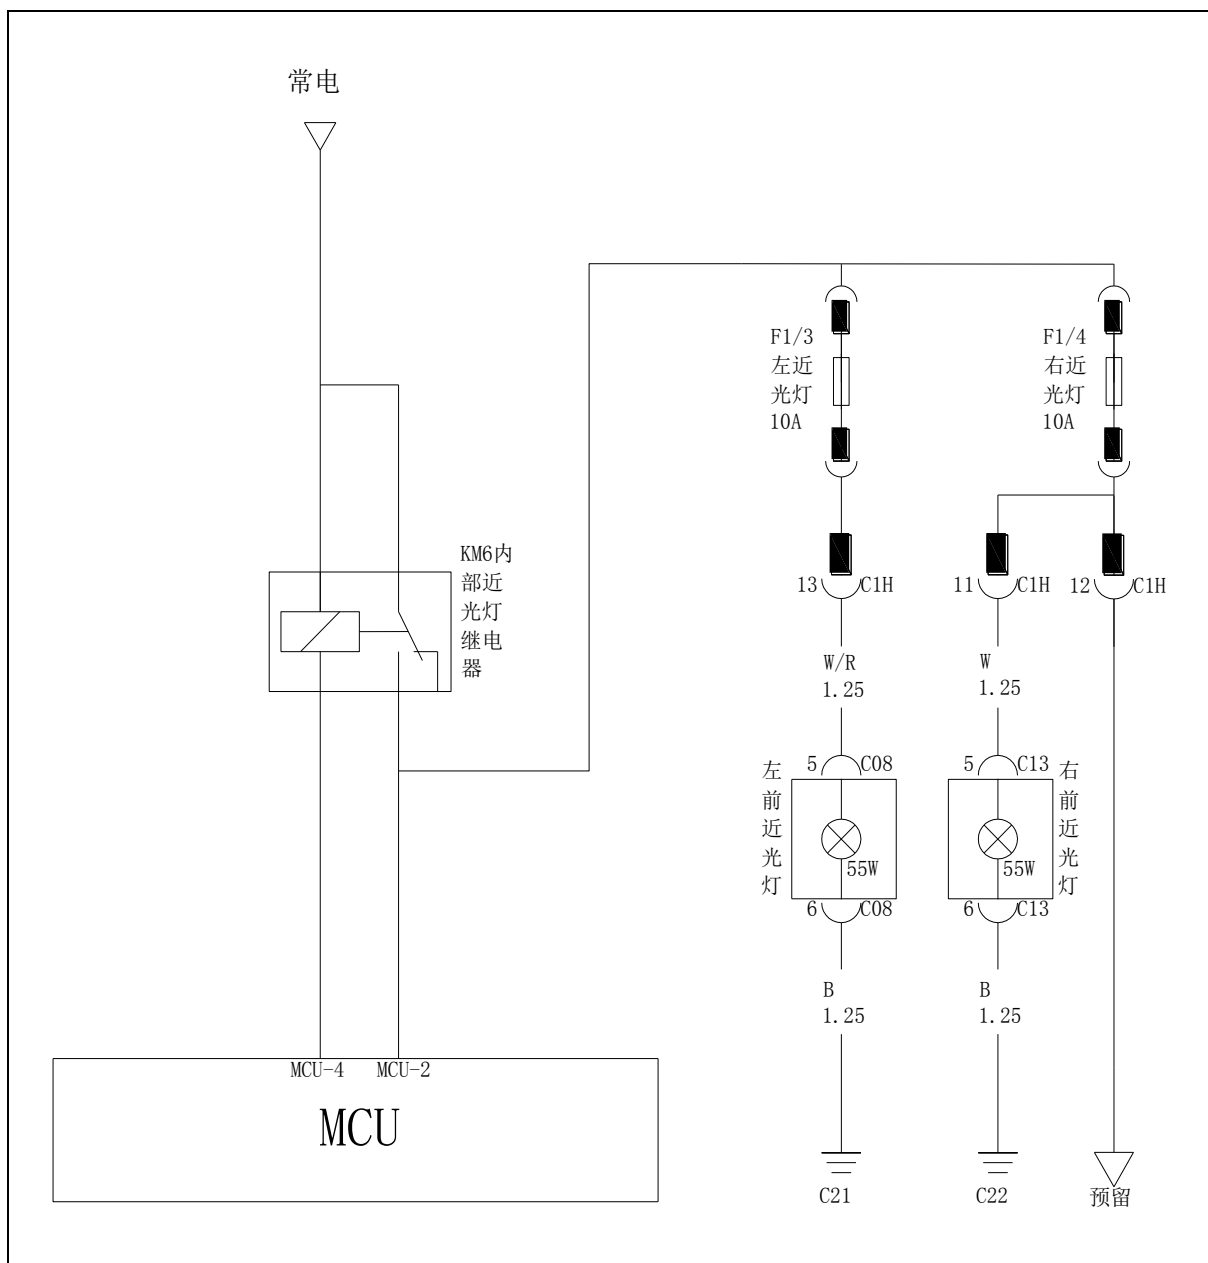 常电
F1/3
左近
光灯
10A
F1/4
右近
光灯
10A
KM6内
部近
光灯
继电
器
13 C1H
11 C1H
12 C1H
W/R
1.25
W
1.25
5 C08
5 C13
左
前
近
光
灯
55W
右
前
近
光
灯
55W
6 C08
6 C13
B
1.25
B
1.25
MCU-4 MCU-2
MCU
C21
C22
预留